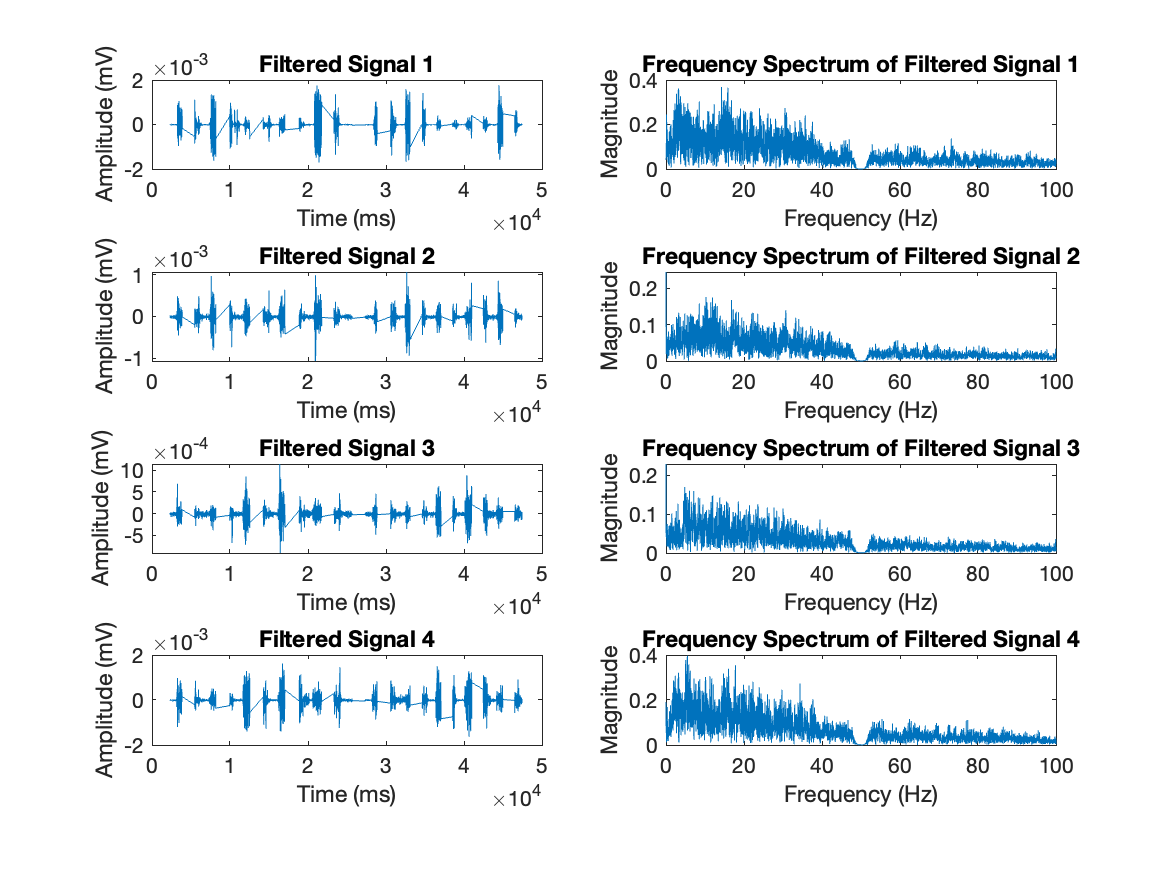 Filtered Signal 1
×10-3
Amplitude (mV)
2
0
-2
0 1 2 3 4 5
Time (ms)
×104
Frequency Spectrum of Filtered Signal 1
Magnitude
0.4
0.2
0
0 20 40 60 80 100
Frequency (Hz)
Filtered Signal 2
×10-3
Amplitude (mV)
1
0
-1
0 1 2 3 4 5
Time (ms)
×104
Frequency Spectrum of Filtered Signal 2
Magnitude
0.2
0.1
0
0 20 40 60 80 100
Frequency (Hz)
Filtered Signal 3
×10-4
Amplitude (mV)
10
5
0
-5
0 1 2 3 4 5
Time (ms)
×104
Frequency Spectrum of Filtered Signal 3
Magnitude
0.2
0.1
0
0 20 40 60 80 100
Frequency (Hz)
Filtered Signal 4
×10-3
Amplitude (mV)
2
0
-2
0 1 2 3 4 5
Time (ms)
×104
Frequency Spectrum of Filtered Signal 4
Magnitude
0.4
0.2
0
0 20 40 60 80 100
Frequency (Hz)